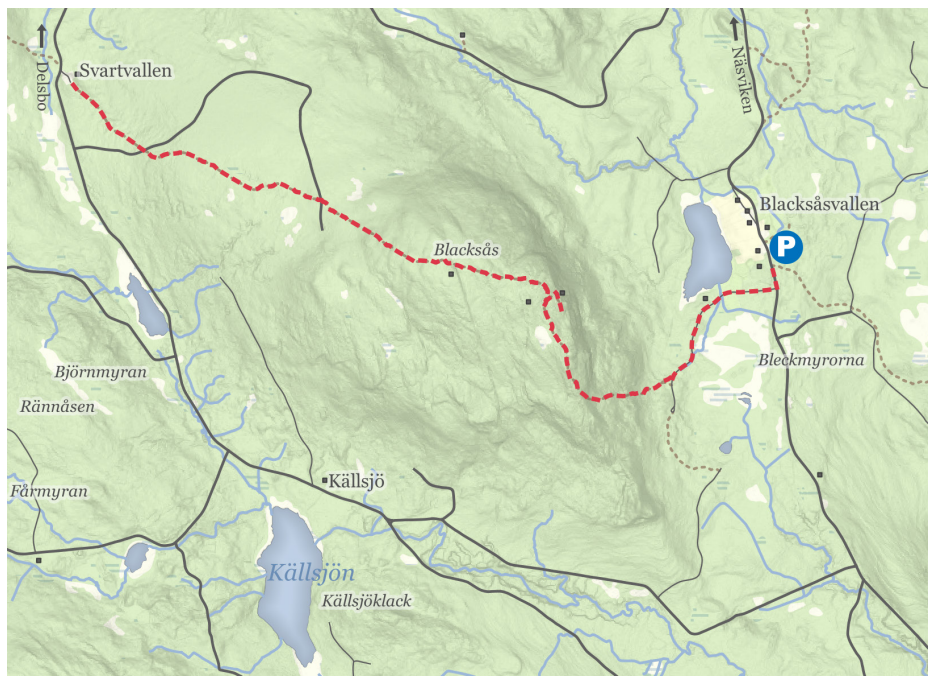 Delsbo
Svartvallen
Näsviken
Blacksåsvallen
P
Blacksås
Bleckmyrorna
Björnmyran
Rännåsen
Källsjö
Fårmyran
Källsjön
Källsjöklack